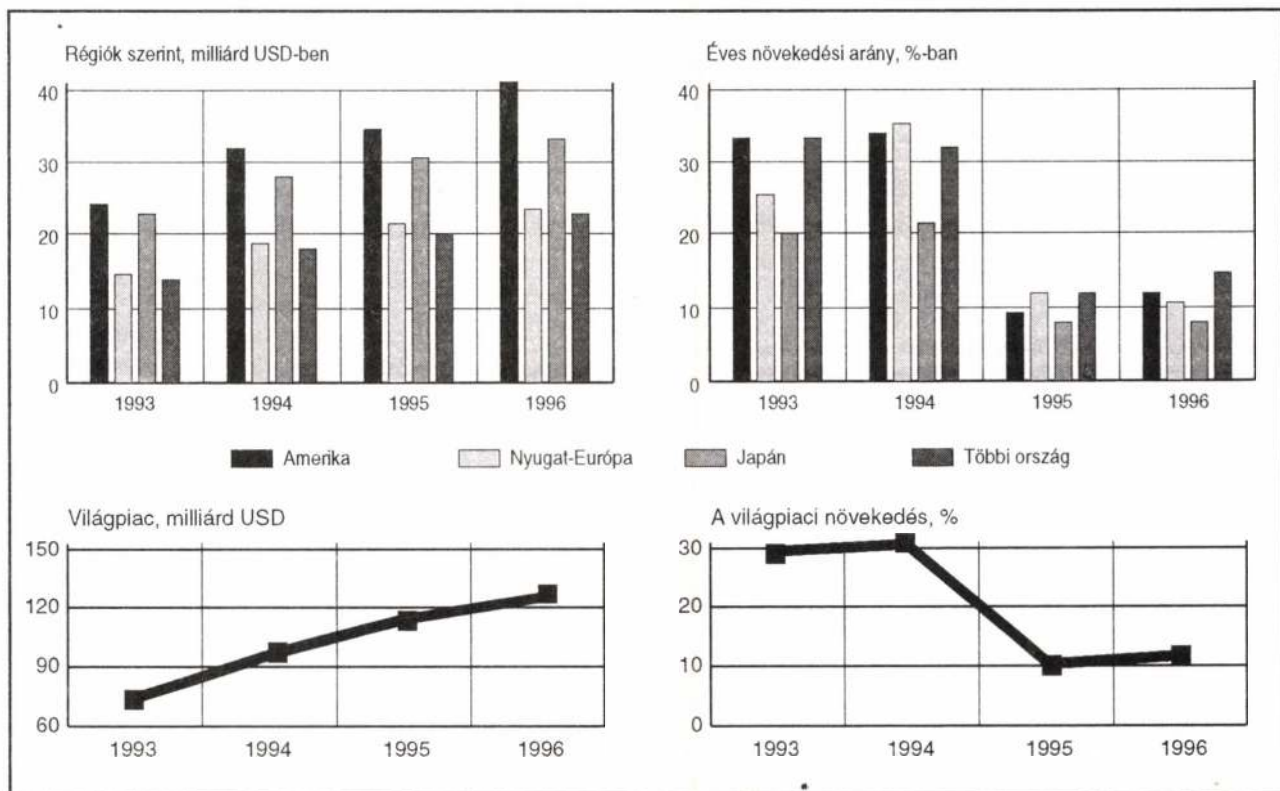 Régiók szerint, milliárd USD-ben
40
30
20
10
0
1993 1994 1995 1996
Éves növekedési arány, %-ban
40
30
20
10
0
1993 1994 1995 1996
Amerika Nyugat-Európa Japán Többi ország
Világpiac, milliárd USD
150
120
90
60
1993 1994 1995 1996
A világpiaci növekedés, %
30
20
10
0
1993 1994 1995 1996